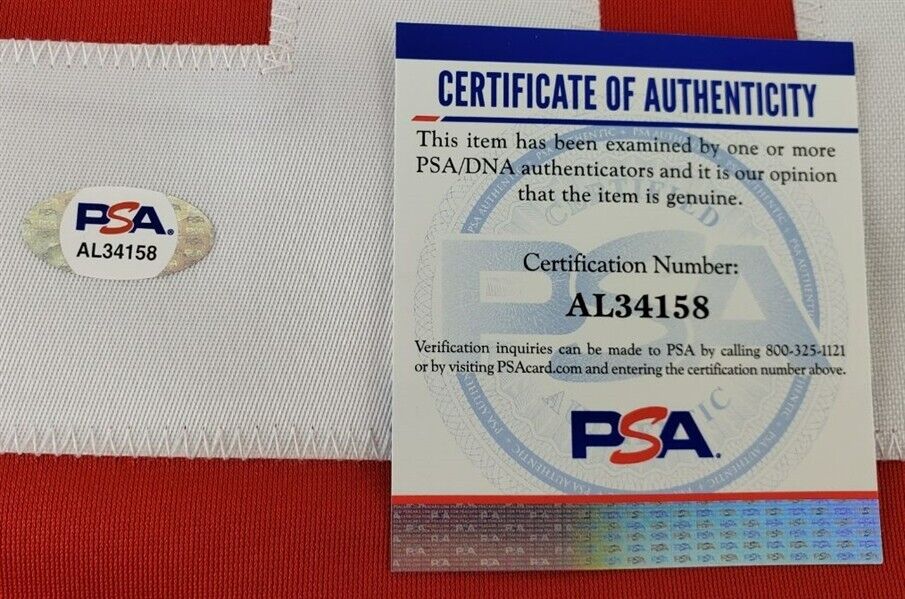 PSA®
AL34158
CERTIFICATE OF AUTHENTICITY
This item has been examined by one or more
PSA/DNA authenticators and it is our opinion
that the item is genuine.
Certification Number:
AL34158
Verification inquiries can be made to PSA by calling 800-325-1121
or by visiting PSAcard.com and entering the certification number above.
PSA.